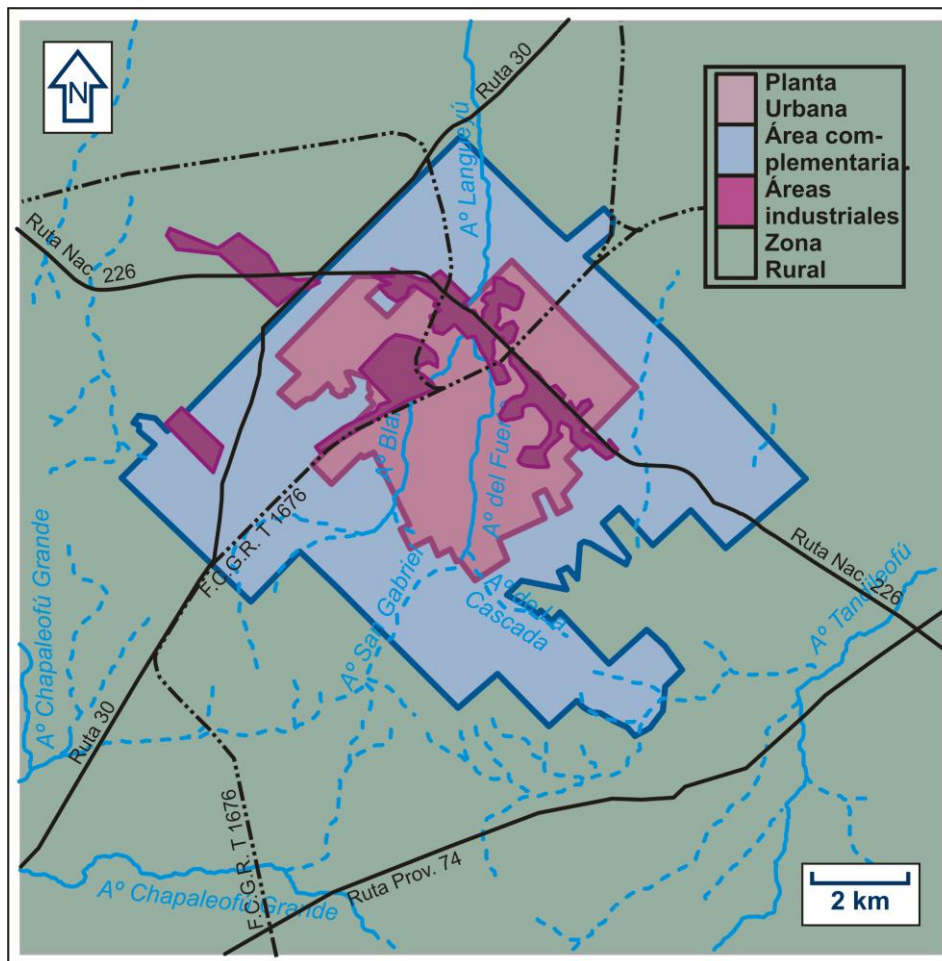 N
Ruta 30
Aº Langueyú
Planta
Urbana
Área com-
plementaria
Áreas
industriales
Zona
Rural
Ruta Nac. 226
Aº Blan
Aº del Fuerte
F.C.G.R. T 1676
Aº San Gabriel
Aº de La
Cascada
Ruta Nac. 226
Aº Tandileofú
Aº Chapaleofú Grande
Ruta 30
F.C.G.R. T 1676
Aº Chapaleofú Grande
Ruta Prov. 74
2 km